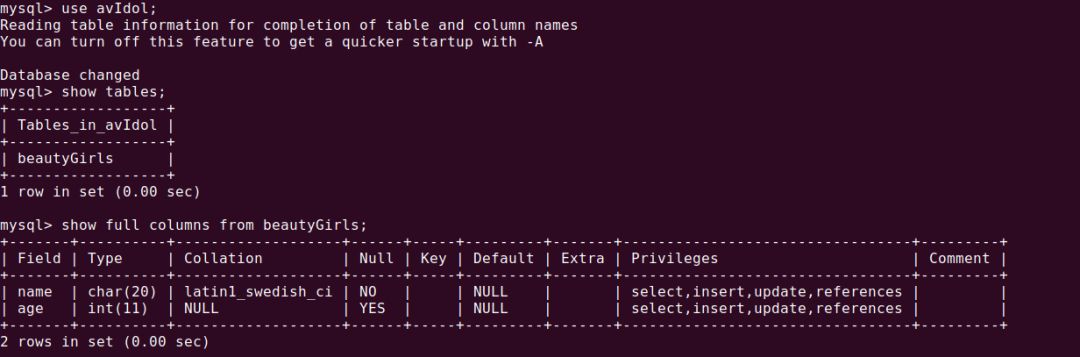 mysql> use avIdol;
Reading table information for completion of table and column names
You can turn off this feature to get a quicker startup with -A

Database changed
mysql> show tables;
+------------------+
| Tables_in_avIdol |
+------------------+
| beautyGirls      |
+------------------+
1 row in set (0.00 sec)

mysql> show full columns from beautyGirls;
+-------+----------+-------------------+------+-----+---------+-------+---------------------------------+---------+
| Field | Type     | Collation         | Null | Key | Default | Extra | Privileges                      | Comment |
+-------+----------+-------------------+------+-----+---------+-------+---------------------------------+---------+
| name  | char(20) | latin1_swedish_ci | NO   |     | NULL    |       | select,insert,update,references |         |
| age   | int(11)  | NULL              | YES  |     | NULL    |       | select,insert,update,references |         |
+-------+----------+-------------------+------+-----+---------+-------+---------------------------------+---------+
2 rows in set (0.00 sec)